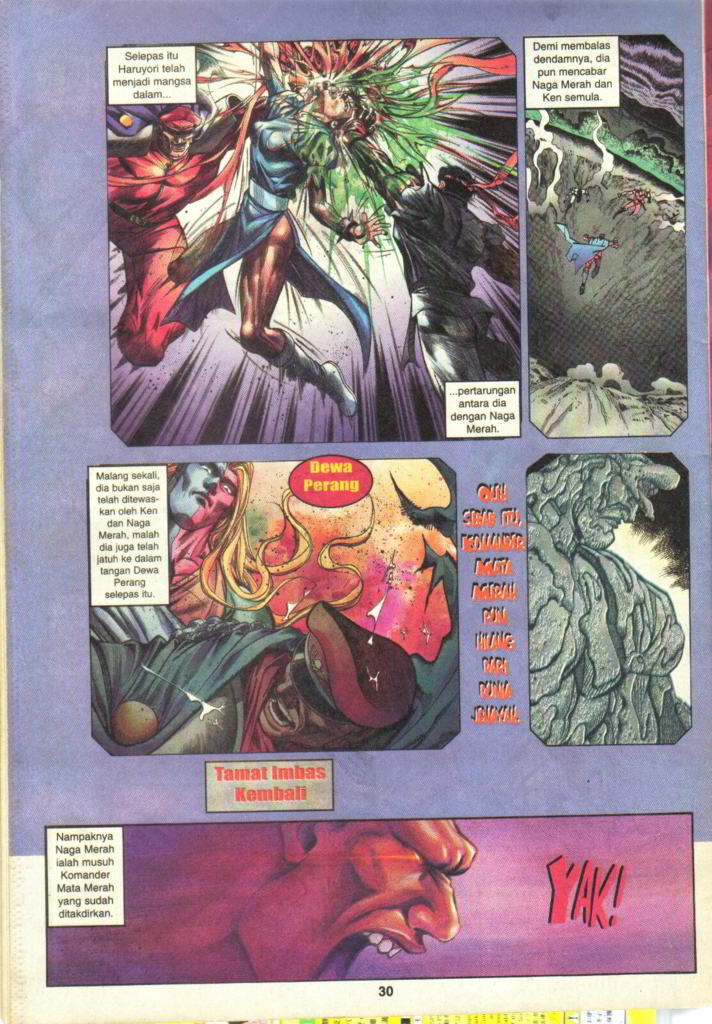 Selepas itu
Haruyori telah
menjadi mangsa
dalam...
...pertarungan
antara dia
dengan Naga
Merah.
Demi membalas
dendamnya, dia
pun mencabar
Naga Merah dan
Ken semula.
Malang sekali,
dia bukan saja
telah ditewas-
kan oleh Ken
dan Naga
Merah, malah
dia juga telah
jatuh ke dalam
tangan Dewa
Perang
selepas itu.
Dewa
Perang
OLEH
SEBAB ITU,
KOMANDER
MATA
MERAH
PUN
HILANG
DARI
DUNIA
JENAYAH.
Tamat Imbas
Kembali
Nampaknya
Naga Merah
ialah musuh
Komander
Mata Merah
yang sudah
ditakdirkan.
YAK!
30